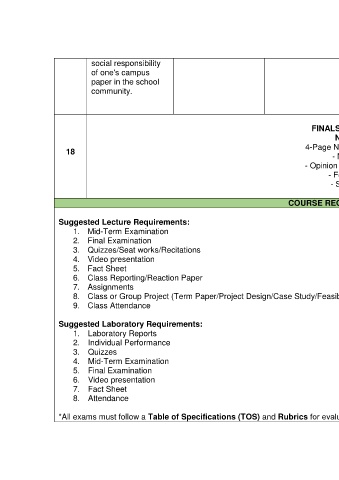 social responsibility
of one's campus
paper in the school
community.
18
FINALS
4-Page N
- Opinion
COURSE REQ
Suggested Lecture Requirements:
1. Mid-Term Examination
2. Final Examination
3. Quizzes/Seat works/Recitations
4. Video presentation
5. Fact Sheet
6. Class Reporting/Reaction Paper
7. Assignments
8. Class or Group Project (Term Paper/Project Design/Case Study/Feasib
9. Class Attendance
Suggested Laboratory Requirements:
1. Laboratory Reports
2. Individual Performance
3. Quizzes
4. Mid-Term Examination
5. Final Examination
6. Video presentation
7. Fact Sheet
8. Attendance
*All exams must follow a Table of Specifications (TOS) and Rubrics for evalu